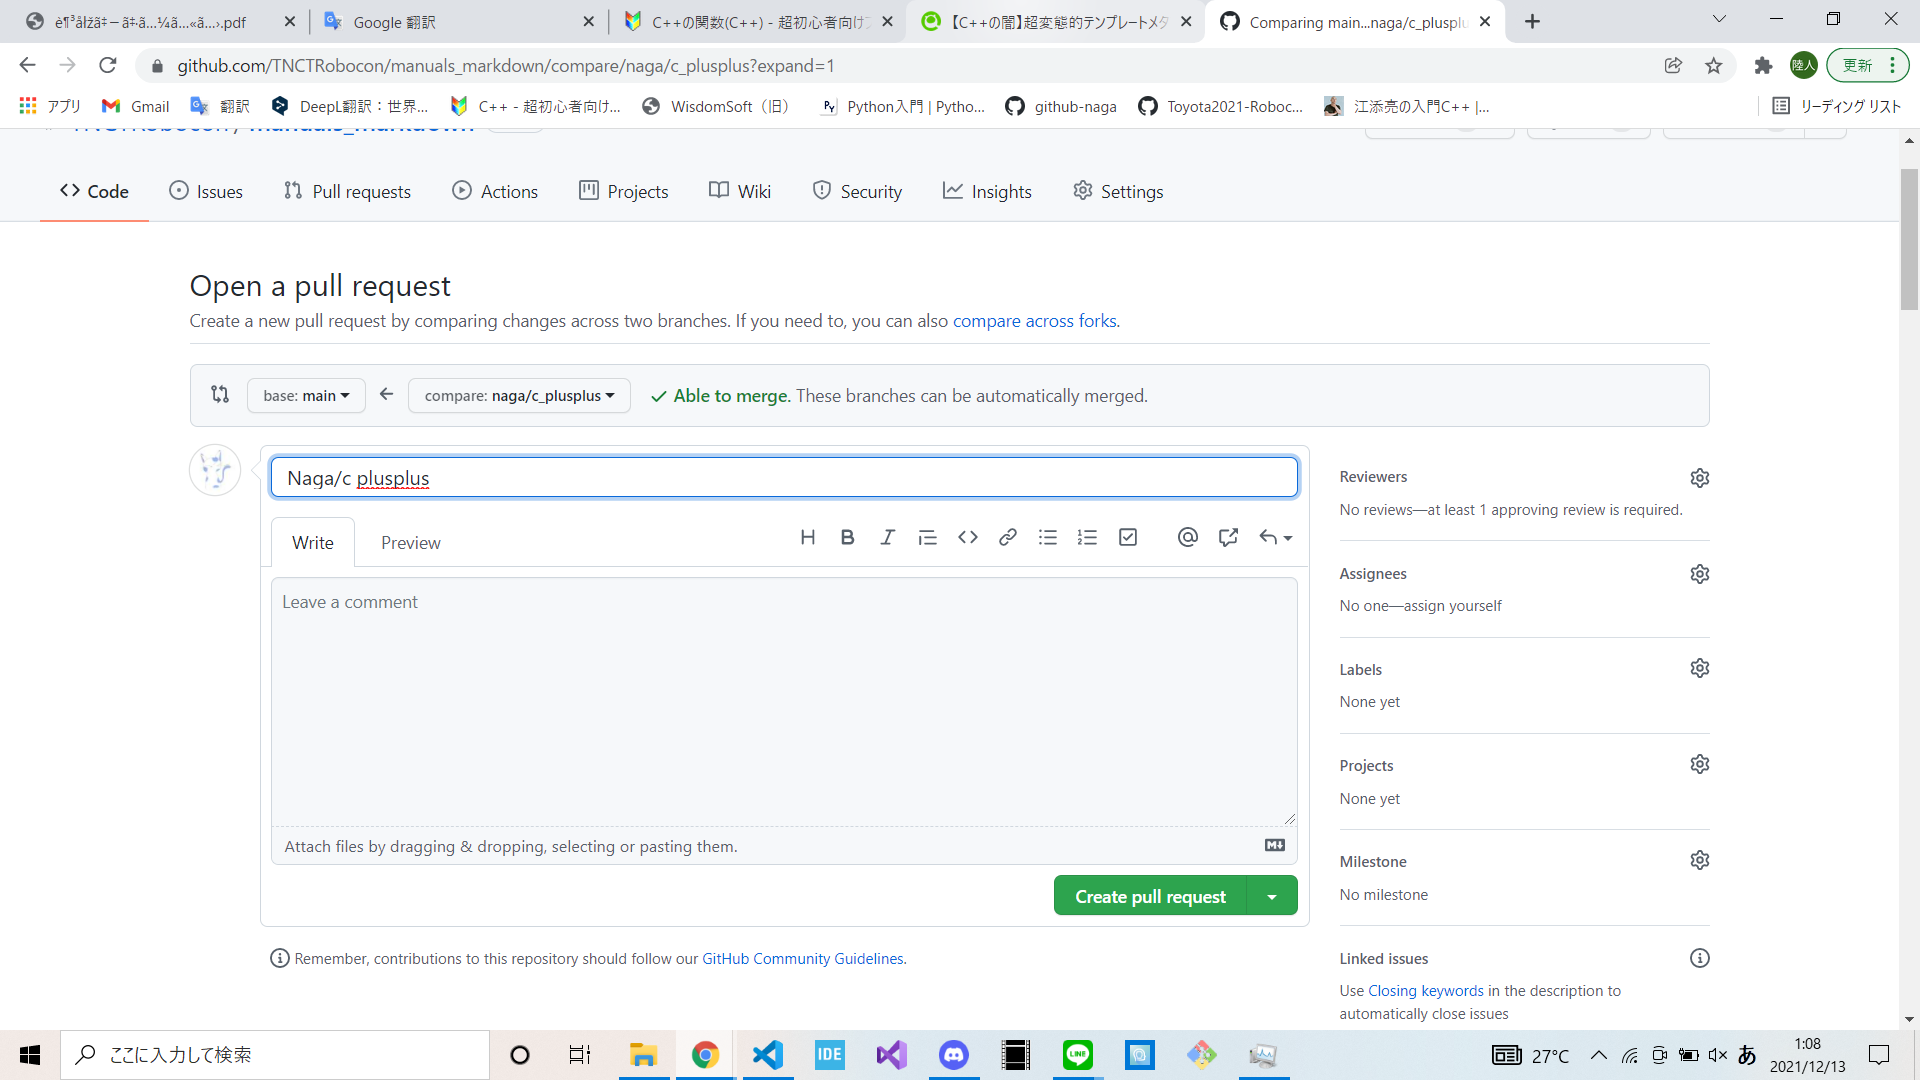 è¶³åŠ­.pdf
Google 翻訳
C++の関数(C++) - 超初心者向け
【C++の闇】超変態的テンプレートメタ
Comparing main...naga/c_plusplu
github.com/TNCTRobocon/manuals_markdown/compare/naga/c_plusplus?expand=1
陸人
更新
アプリ
Gmail
翻訳
DeepL翻訳：世界...
C++ - 超初心者向け...
WisdomSoft（旧）
Python入門 | Pytho...
github-naga
Toyota2021-Roboc...
江添亮の入門C++ |...
リーディング リスト
TNCTRobocon / manuals_markdown
Code
Issues
Pull requests
Actions
Projects
Wiki
Security
Insights
Settings
Open a pull request
Create a new pull request by comparing changes across two branches. If you need to, you can also compare across forks.
base: main
compare: naga/c_plusplus
Able to merge. These branches can be automatically merged.
Naga/c plusplus
Write
Preview
Leave a comment
Attach files by dragging & dropping, selecting or pasting them.
Create pull request
Remember, contributions to this repository should follow our GitHub Community Guidelines.
Reviewers
No reviews—at least 1 approving review is required.
Assignees
No one—assign yourself
Labels
None yet
Projects
None yet
Milestone
No milestone
Linked issues
Use Closing keywords in the description to
automatically close issues
ここに入力して検索
IDE
LINE
27°C
あ
1:08
2021/12/13